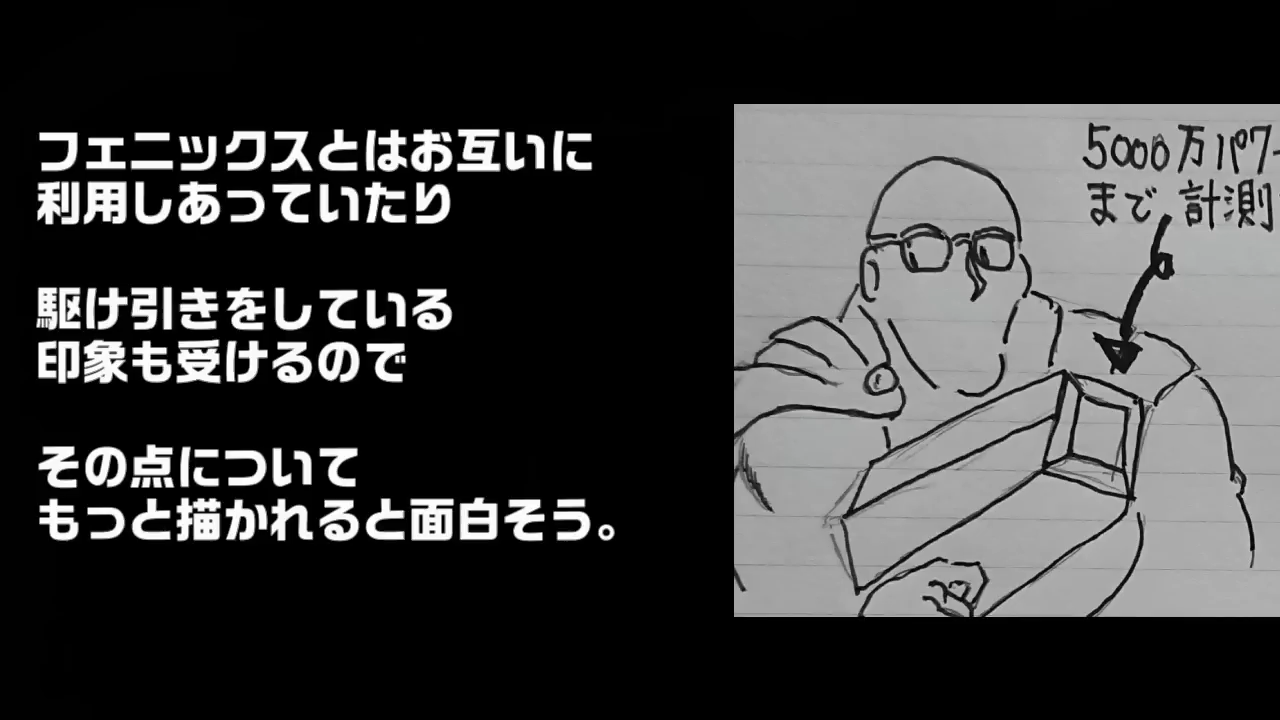 フェニックスとはお互いに
利用しあっていたり
駆け引きをしている
印象も受けるので
その点について
もっと描かれると面白そう。
5000万パワー
まで計測